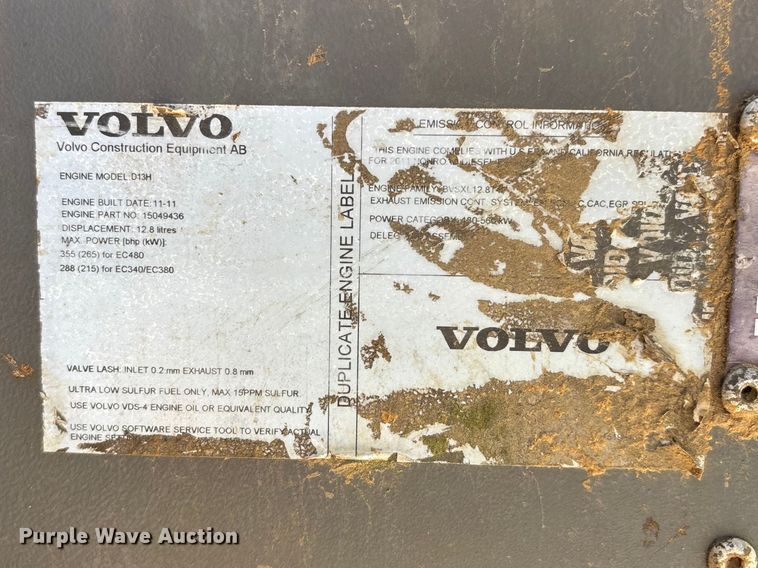 VOLVO
Volvo Construction Equipment AB
ENGINE MODEL: D13H
ENGINE BUILT DATE: 11-11
ENGINE PART NO: 15049436
DISPLACEMENT: 12.8 litres
MAX. POWER [bhp (kW)]:
355 (265) for EC480
288 (215) for EC340/EC380
VALVE LASH: INLET 0.2 mm EXHAUST 0.8 mm
ULTRA LOW SULFUR FUEL ONLY, MAX 15PPM SULFUR
USE VOLVO VDS-4 ENGINE OIL OR EQUIVALENT QUALITY
USE VOLVO SOFTWARE SERVICE TOOL TO VERIFY ACTUAL
ENGINE
DUPLICATE ENGINE LABEL
EMISSION CONTROL INFORMATION
THIS ENGINE COMPLIES WITH U.S. EPA AND CALIFORNIA
FOR
ENGINE FAMILY:
EXHAUST EMISSION CONT. SYSTEM:
POWER CATEGORY:
VOLVO
Purple Wave Auction